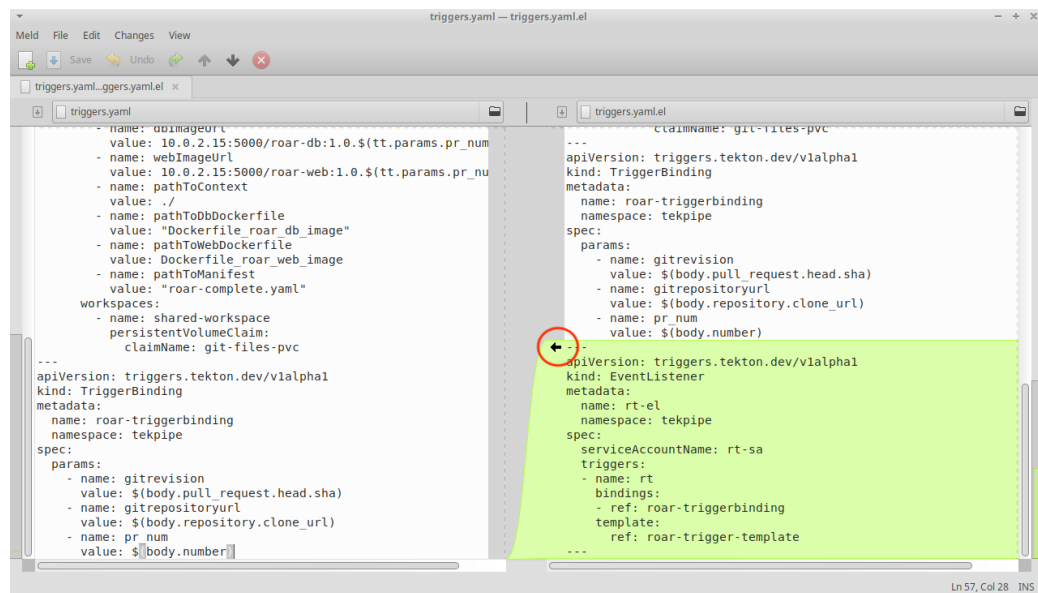 triggers.yaml — triggers.yaml.el
Meld File Edit Changes View
Save Undo
triggers.yaml...ggers.yaml.el
triggers.yaml
- name: dbImageUrl
value: 10.0.2.15:5000/roar-db:1.0.$(tt.params.pr_num
- name: webImageUrl
value: 10.0.2.15:5000/roar-web:1.0.$(tt.params.pr_nu
- name: pathToContext
value: ./
- name: pathToDbDockerfile
value: "Dockerfile_roar_db_image"
- name: pathToWebDockerfile
value: Dockerfile_roar_web_image
- name: pathToManifest
value: "roar-complete.yaml"
workspaces:
- name: shared-workspace
persistentVolumeClaim:
claimName: git-files-pvc
---
apiVersion: triggers.tekton.dev/v1alpha1
kind: TriggerBinding
metadata:
name: roar-triggerbinding
namespace: tekpipe
spec:
params:
- name: gitrevision
value: $(body.pull_request.head.sha)
- name: gitrepositoryurl
value: $(body.repository.clone_url)
- name: pr_num
value: $(body.number)
triggers.yaml.el
claimName: git-files-pvc
---
apiVersion: triggers.tekton.dev/v1alpha1
kind: TriggerBinding
metadata:
name: roar-triggerbinding
namespace: tekpipe
spec:
params:
- name: gitrevision
value: $(body.pull_request.head.sha)
- name: gitrepositoryurl
value: $(body.repository.clone_url)
- name: pr_num
value: $(body.number)
---
apiVersion: triggers.tekton.dev/v1alpha1
kind: EventListener
metadata:
name: rt-el
namespace: tekpipe
spec:
serviceAccountName: rt-sa
triggers:
- name: rt
bindings:
- ref: roar-triggerbinding
template:
ref: roar-trigger-template
---
Ln 57, Col 28 INS